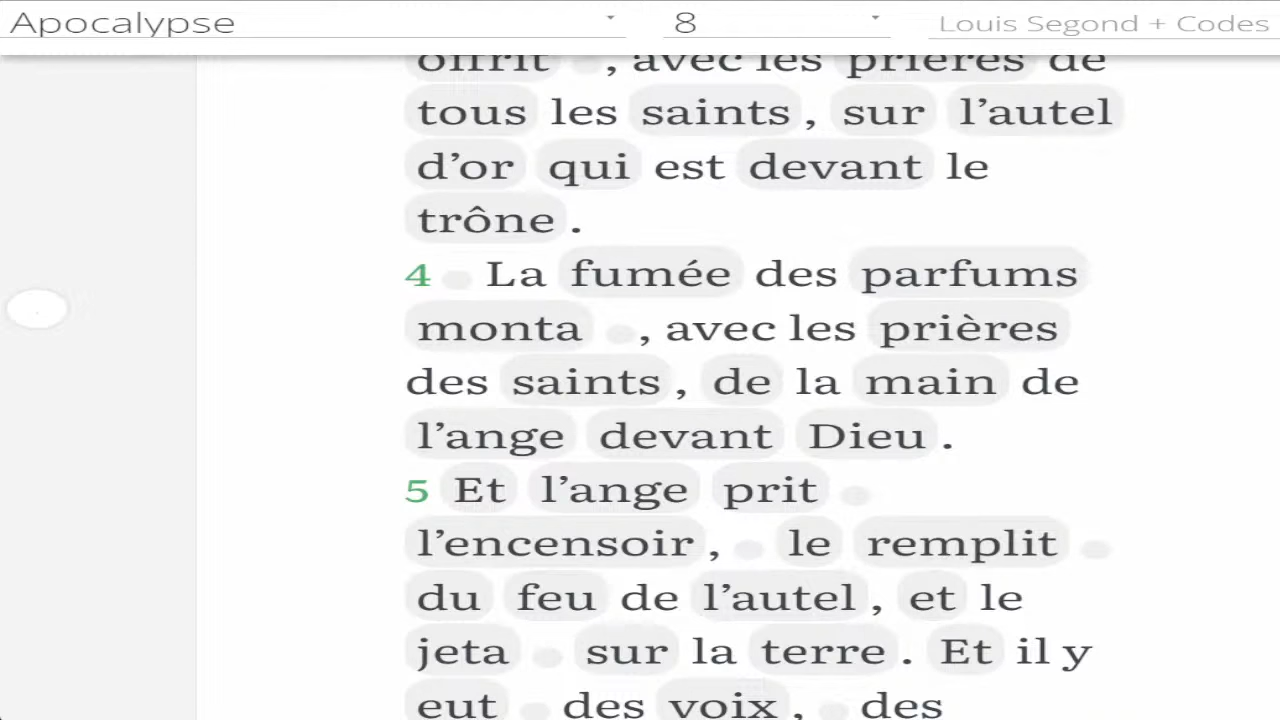 Apocalypse 8 Louis Segond + Codes
offrit , avec les prières de
tous les saints , sur l’autel
d’or qui est devant le
trône .
4 La fumée des parfums
monta , avec les prières
des saints , de la main de
l’ange devant Dieu .
5 Et l’ange prit
l’encensoir , le remplit
du feu de l’autel , et le
jeta sur la terre . Et il y
eut des voix , des